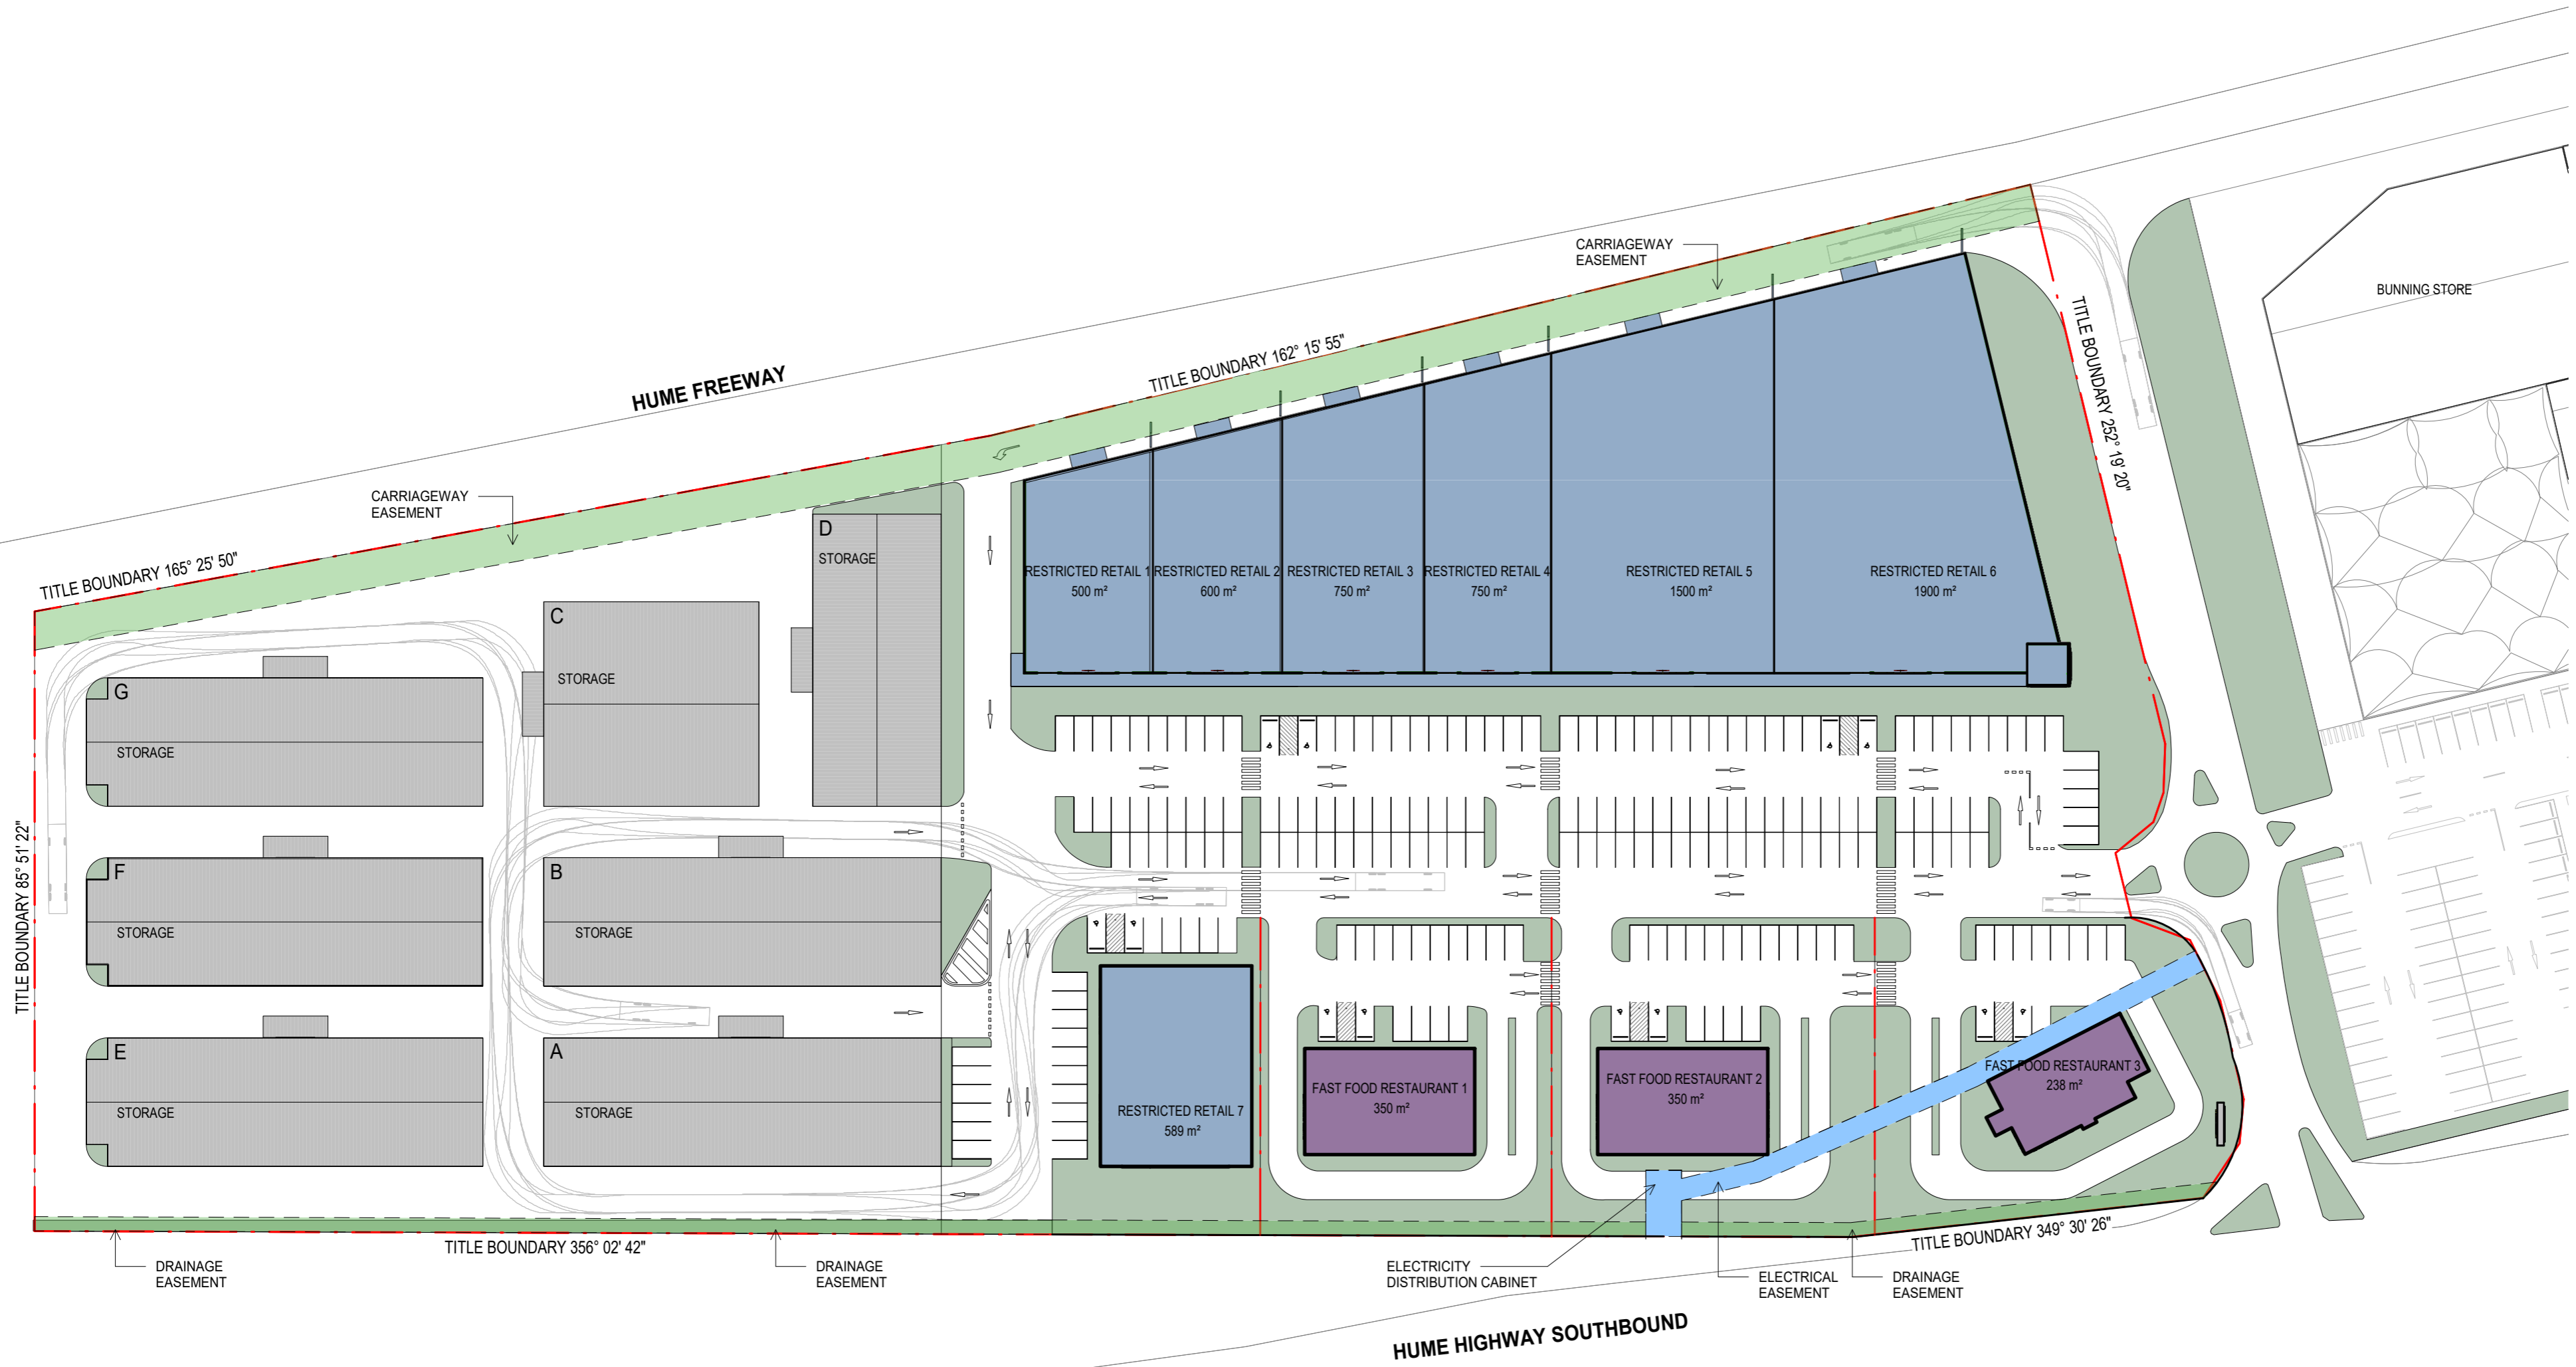 CARRIAGEWAY
EASEMENT
BUNNING STORE
TITLE BOUNDARY 252° 19' 20"
TITLE BOUNDARY 162° 15' 55"
HUME FREEWAY
CARRIAGEWAY
EASEMENT
TITLE BOUNDARY 165° 25' 50"
D
STORAGE
RESTRICTED RETAIL 1
500 m²
RESTRICTED RETAIL 2
600 m²
RESTRICTED RETAIL 3
750 m²
RESTRICTED RETAIL 4
750 m²
RESTRICTED RETAIL 5
1500 m²
RESTRICTED RETAIL 6
1900 m²
C
STORAGE
G
STORAGE
TITLE BOUNDARY 85° 51' 22"
F
STORAGE
B
STORAGE
E
STORAGE
A
STORAGE
RESTRICTED RETAIL 7
589 m²
FAST FOOD RESTAURANT 1
350 m²
FAST FOOD RESTAURANT 2
350 m²
FAST FOOD RESTAURANT 3
238 m²
TITLE BOUNDARY 356° 02' 42"
TITLE BOUNDARY 349° 30' 26"
DRAINAGE
EASEMENT
DRAINAGE
EASEMENT
ELECTRICITY
DISTRIBUTION CABINET
ELECTRICAL
EASEMENT
DRAINAGE
EASEMENT
HUME HIGHWAY SOUTHBOUND